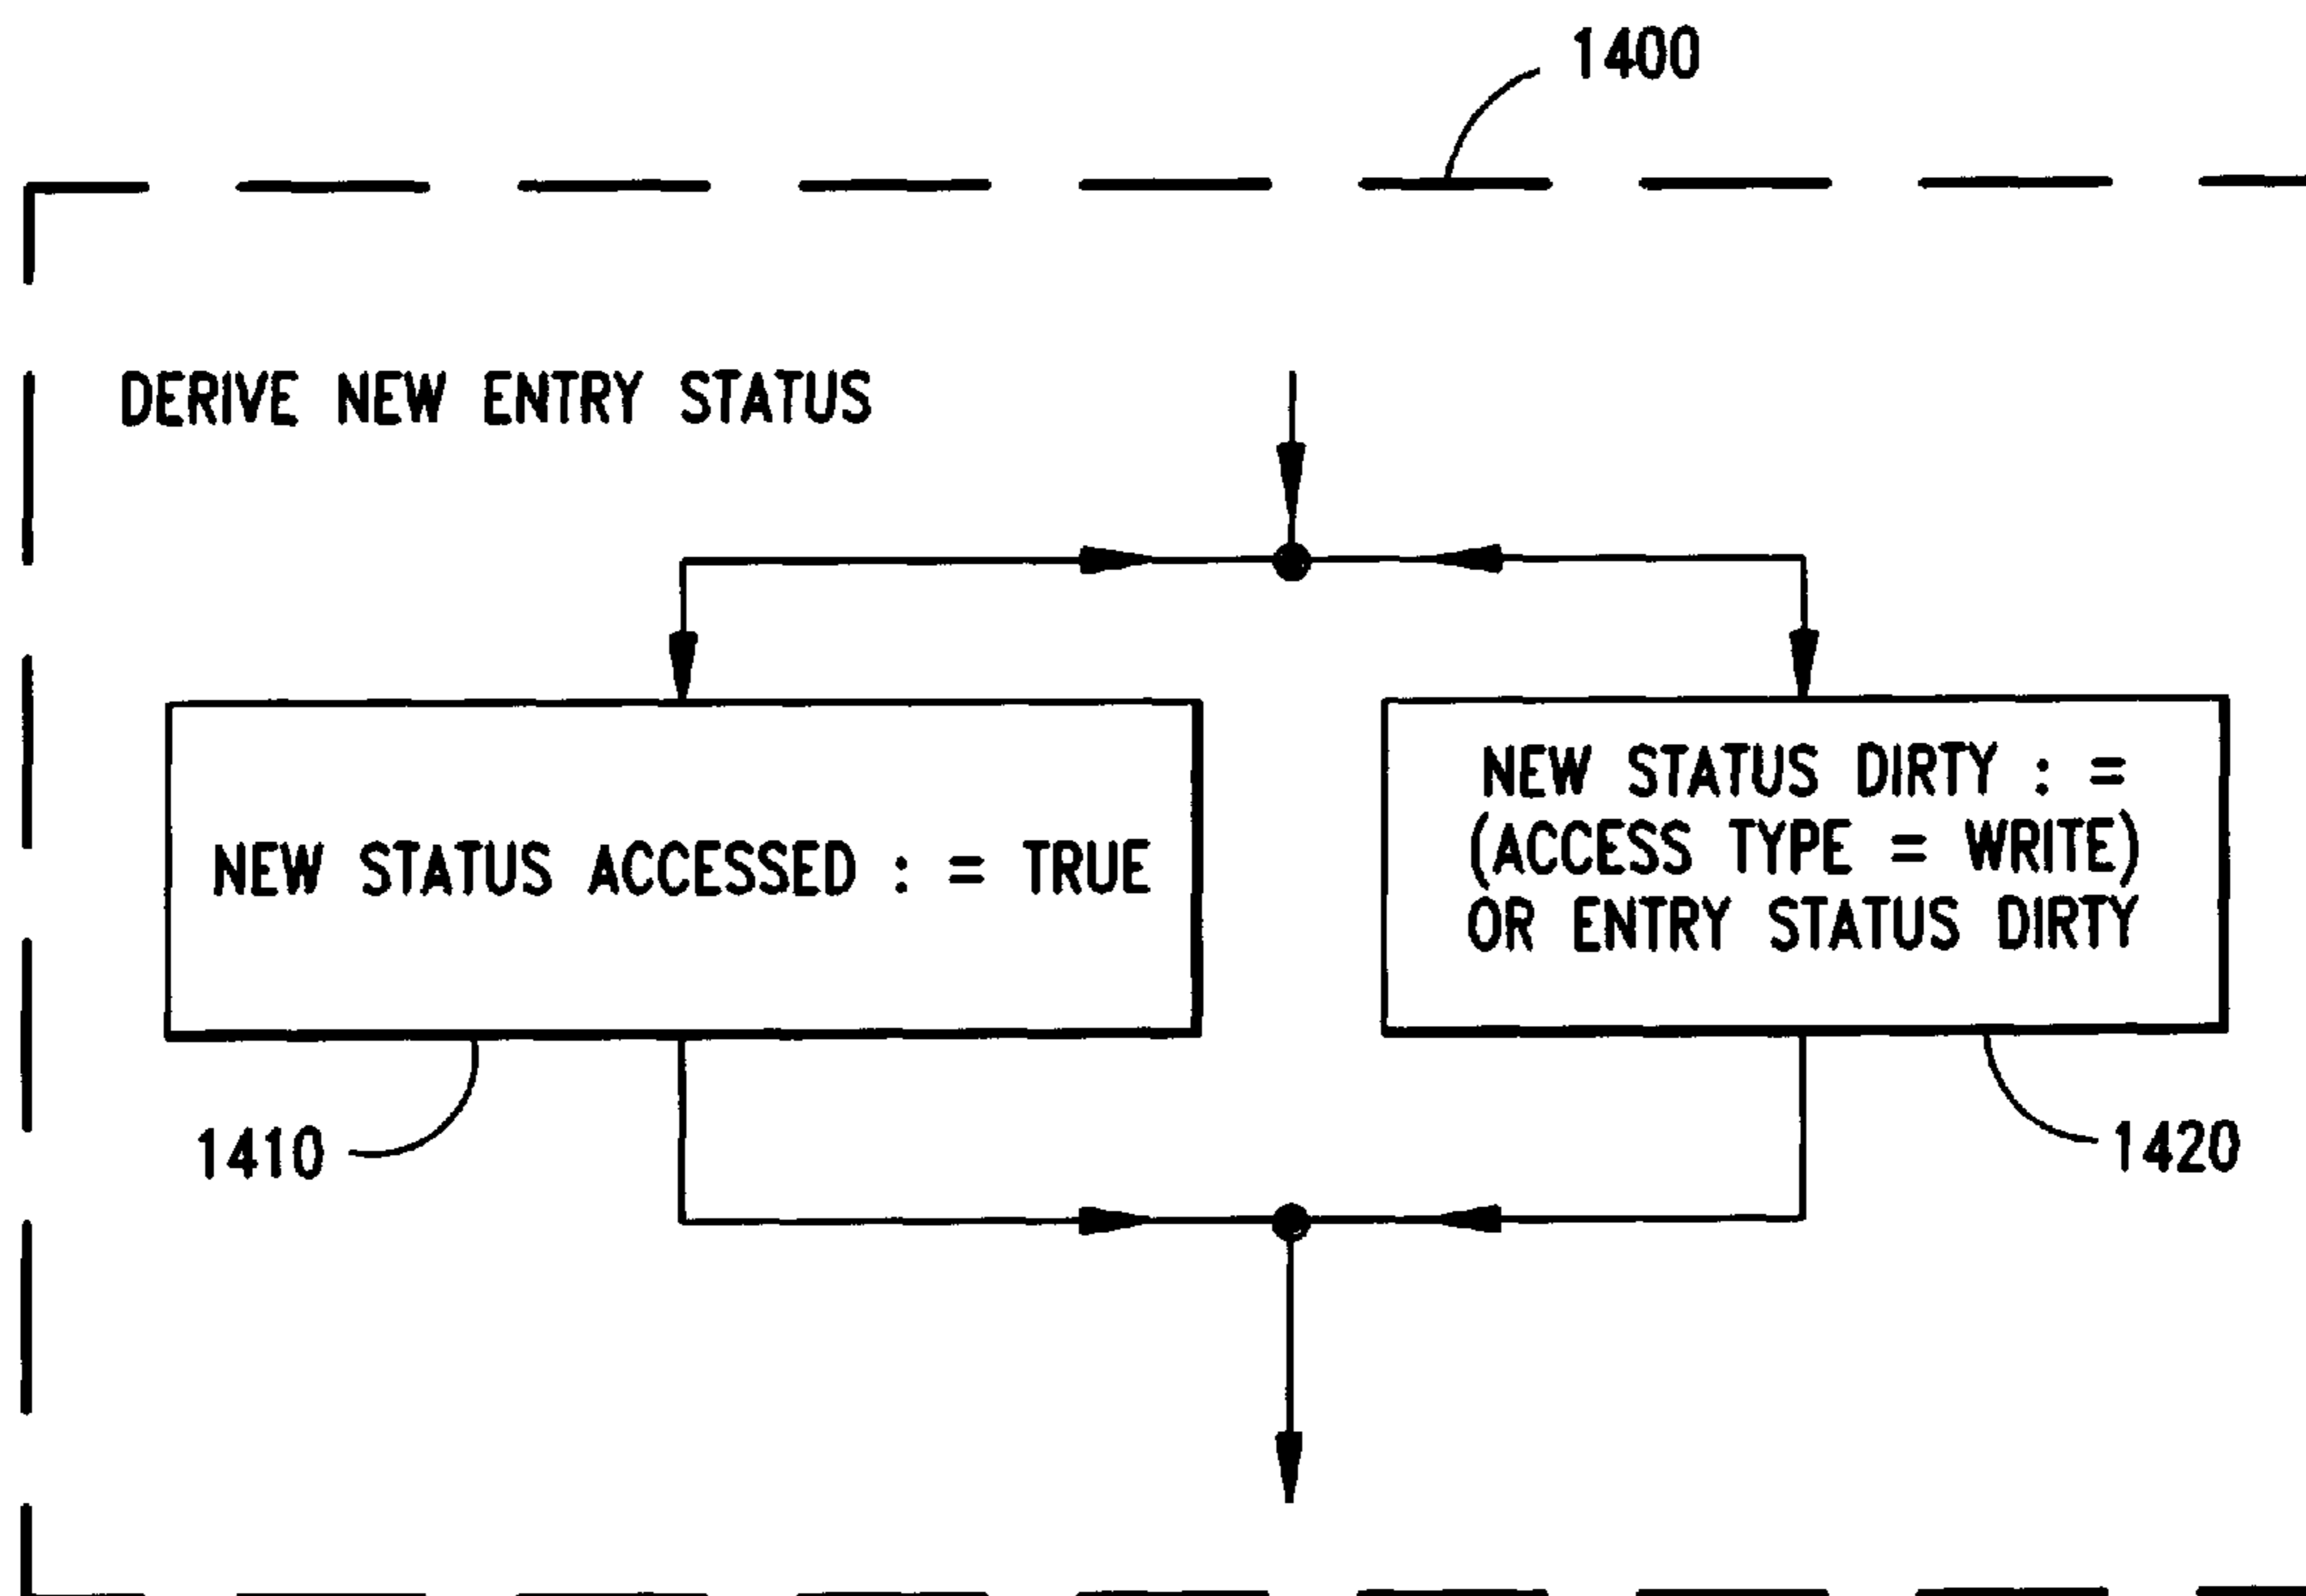 1400
DERIVE NEW ENTRY STATUS
NEW STATUS ACCESSED : = TRUE
NEW STATUS DIRTY : =
(ACCESS TYPE = WRITE)
OR ENTRY STATUS DIRTY
1410
1420